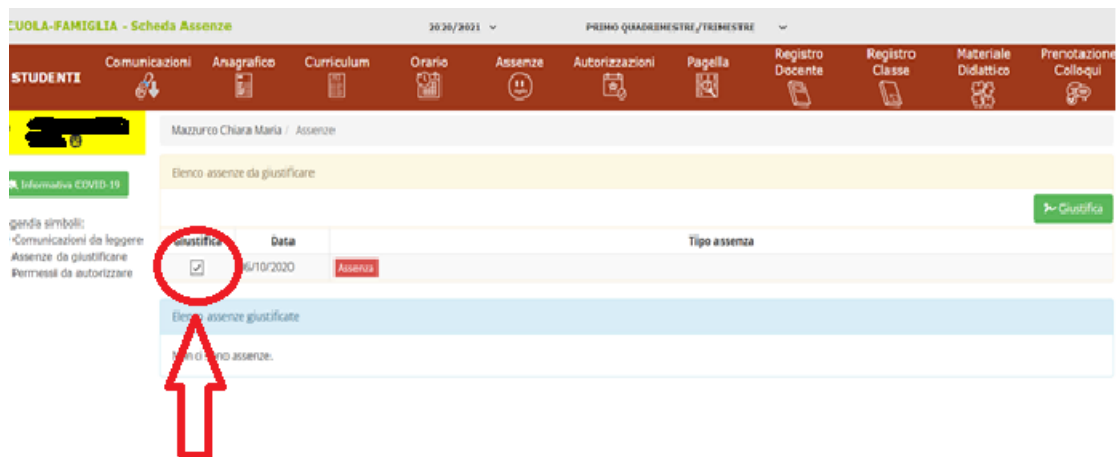 CUOLA-FAMIGLIA - Scheda Assenze 2020/2021 PRIMO QUADRIMESTRE/TRIMESTRE
STUDENTI
Comunicazioni
Anagrafico
Curriculum
Orario
Assenze
Autorizzazioni
Pagella
Registro
Docente
Registro
Classe
Materiale
Didattico
Prenotazione
Colloqui
Mazzurco Chiara Maria / Assenze
Informativa COVID-19
genda simboli:
Comunicazioni da leggere
Assenze da giustificare
Permessi da autorizzare
Elenco assenze da giustificare
Giustifica
Giustifica Data Tipo assenza
6/10/2020 Assenza
Elenco assenze giustificate
Non ci sono assenze.